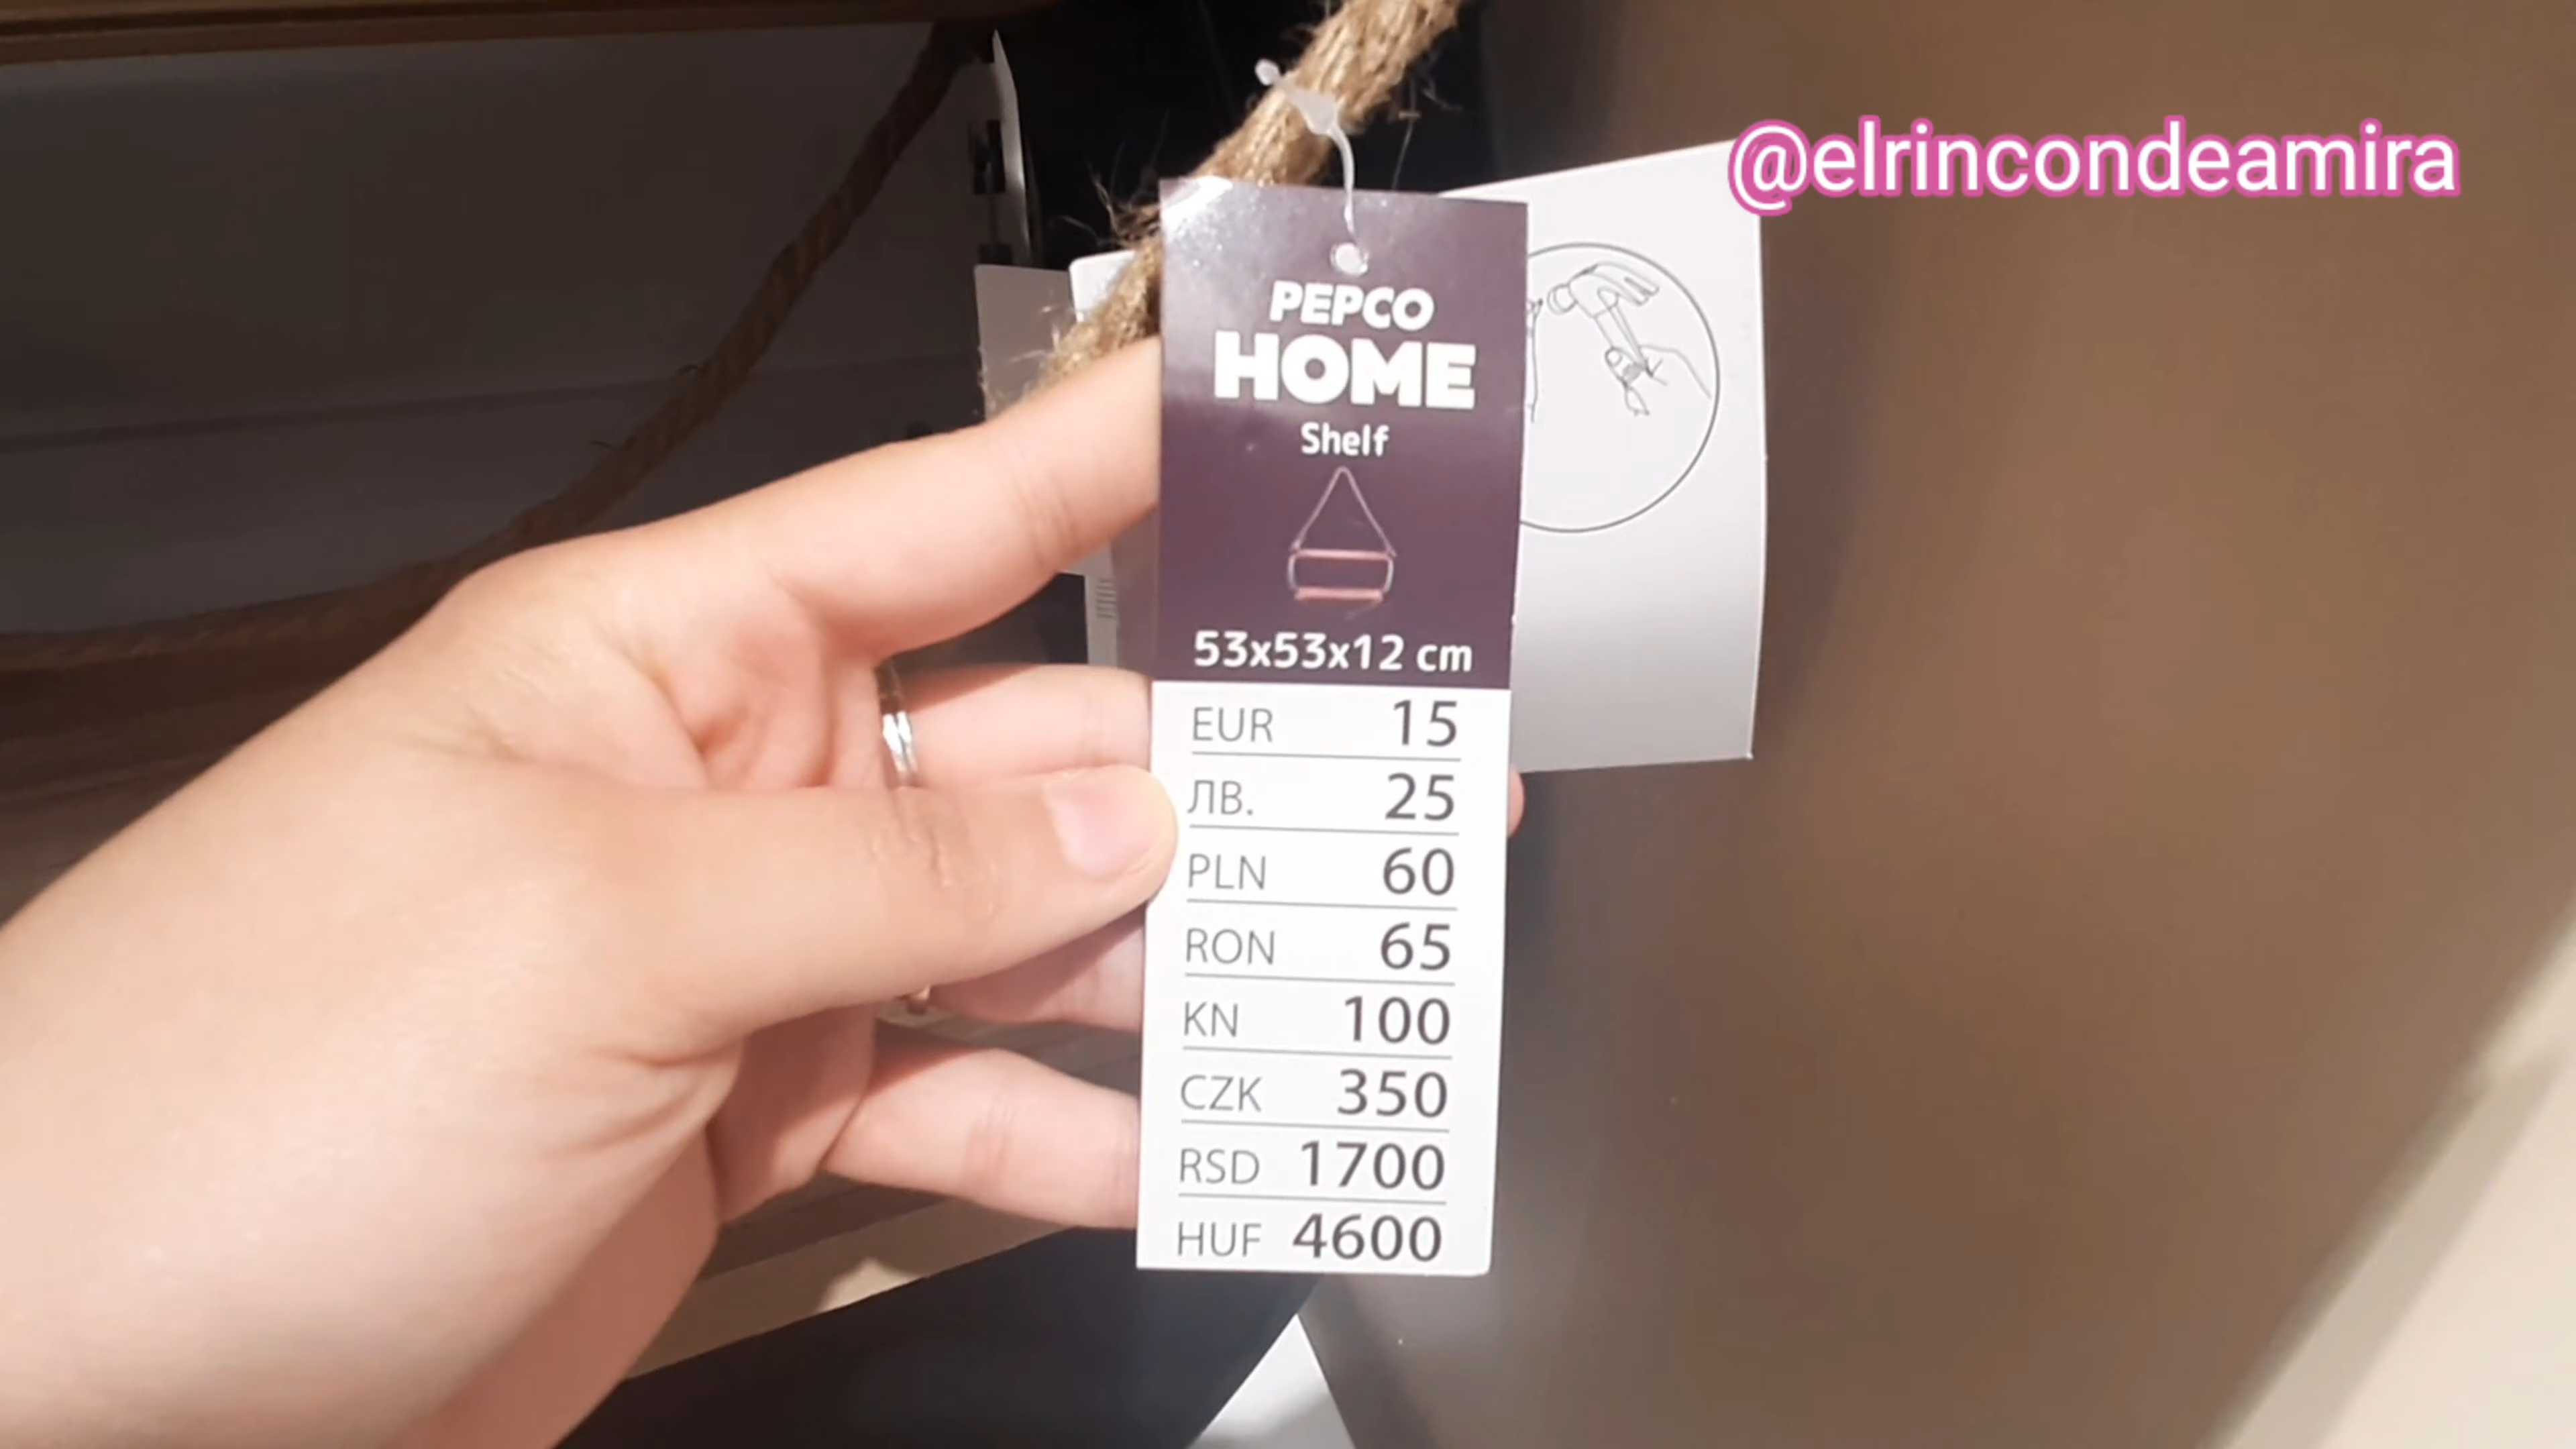 @elrincondeamira
PEPCO
HOME
Shelf
53x53x12 cm
EUR 15
ЛВ. 25
PLN 60
RON 65
KN 100
CZK 350
RSD 1700
HUF 4600